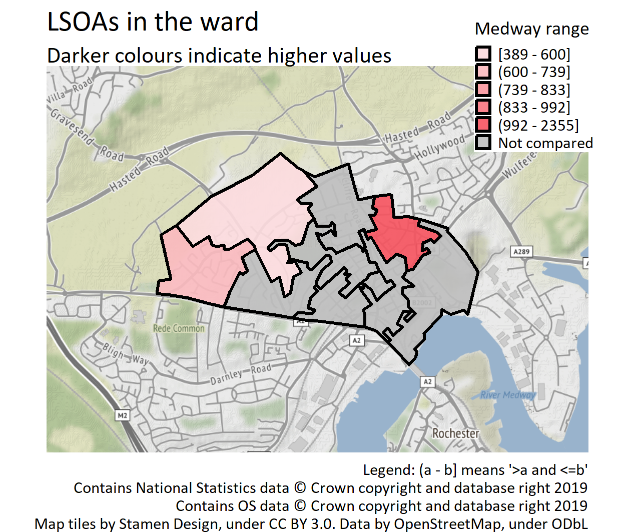 LSOAs in the ward
Darker colours indicate higher values
Medway range
[389 - 600]
(600 - 739]
(739 - 833]
(833 - 992]
(992 - 2355]
Not compared
Villa Road
Gravesend Road
Hasted Road
Hasted Road
Hollywood
Wulfere
A289
A2
Rede Common
Bligh Way
Darnley Road
A2
M2
A2
River Medway
Rochester
Legend: (a - b] means '>a and <=b'
Contains National Statistics data © Crown copyright and database right 2019
Contains OS data © Crown copyright and database right 2019
Map tiles by Stamen Design, under CC BY 3.0. Data by OpenStreetMap, under ODbL